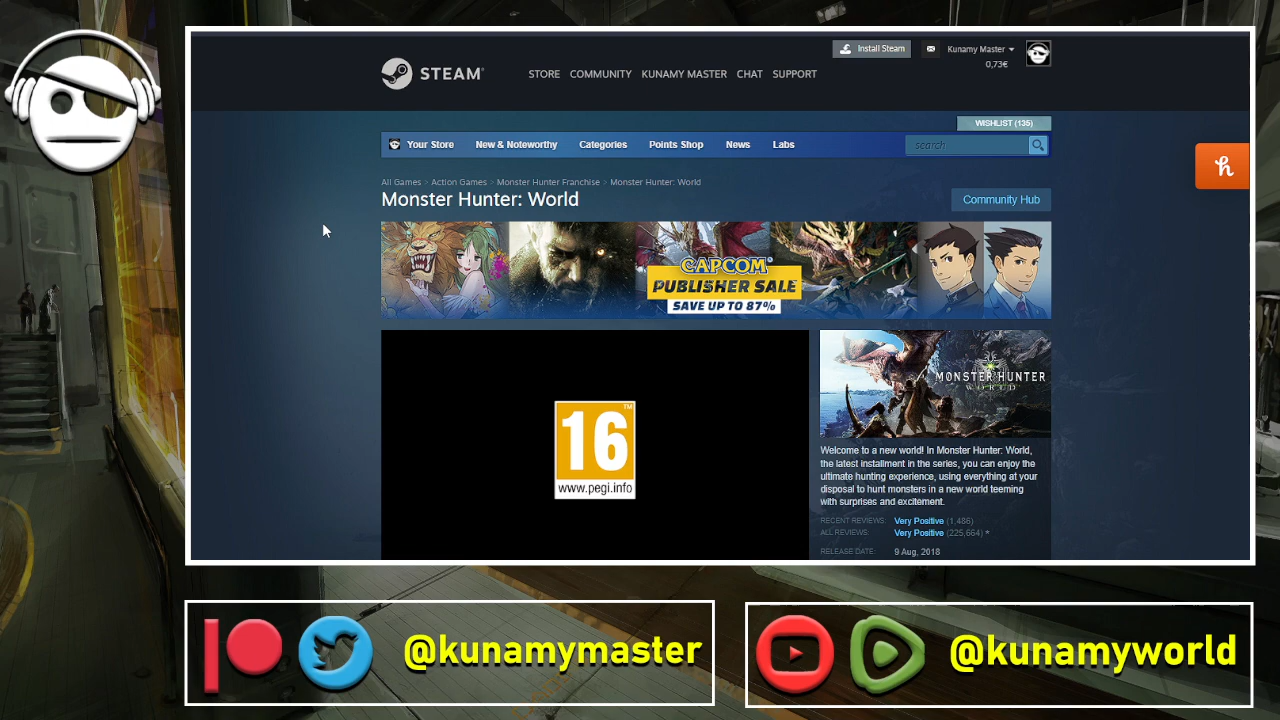 Install Steam
Kunamy Master
0,73€
STEAM®
STORE COMMUNITY KUNAMY MASTER CHAT SUPPORT
WISHLIST (135)
Your Store New & Noteworthy Categories Points Shop News Labs
search
All Games > Action Games > Monster Hunter Franchise > Monster Hunter: World
Monster Hunter: World
Community Hub
CAPCOM®
PUBLISHER SALE
SAVE UP TO 87%
16™
www.pegi.info
MONSTER HUNTER
WORLD
Welcome to a new world! In Monster Hunter: World,
the latest installment in the series, you can enjoy the
ultimate hunting experience, using everything at your
disposal to hunt monsters in a new world teeming
with surprises and excitement.
RECENT REVIEWS: Very Positive (1,486)
ALL REVIEWS: Very Positive (225,664) *
RELEASE DATE: 9 Aug, 2018
h
@kunamymaster
@kunamyworld